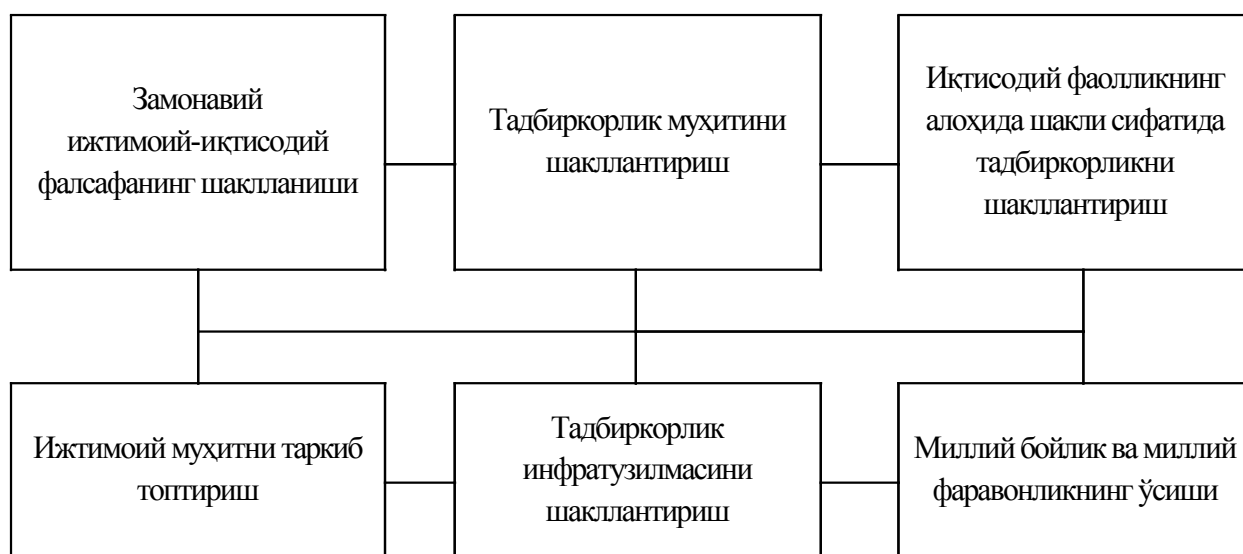 Замонавий
ижтимоий-иқтисодий
фалсафанинг шаклланиши
Тадбиркорлик муҳитини
шакллантириш
Иқтисодий фаолликнинг
алоҳида шакли сифатида
тадбиркорликни
шакллантириш
Ижтимоий муҳитни таркиб
топтириш
Тадбиркорлик
инфратузилмасини
шакллантириш
Миллий бойлик ва миллий
фаравонликнинг ўсиши